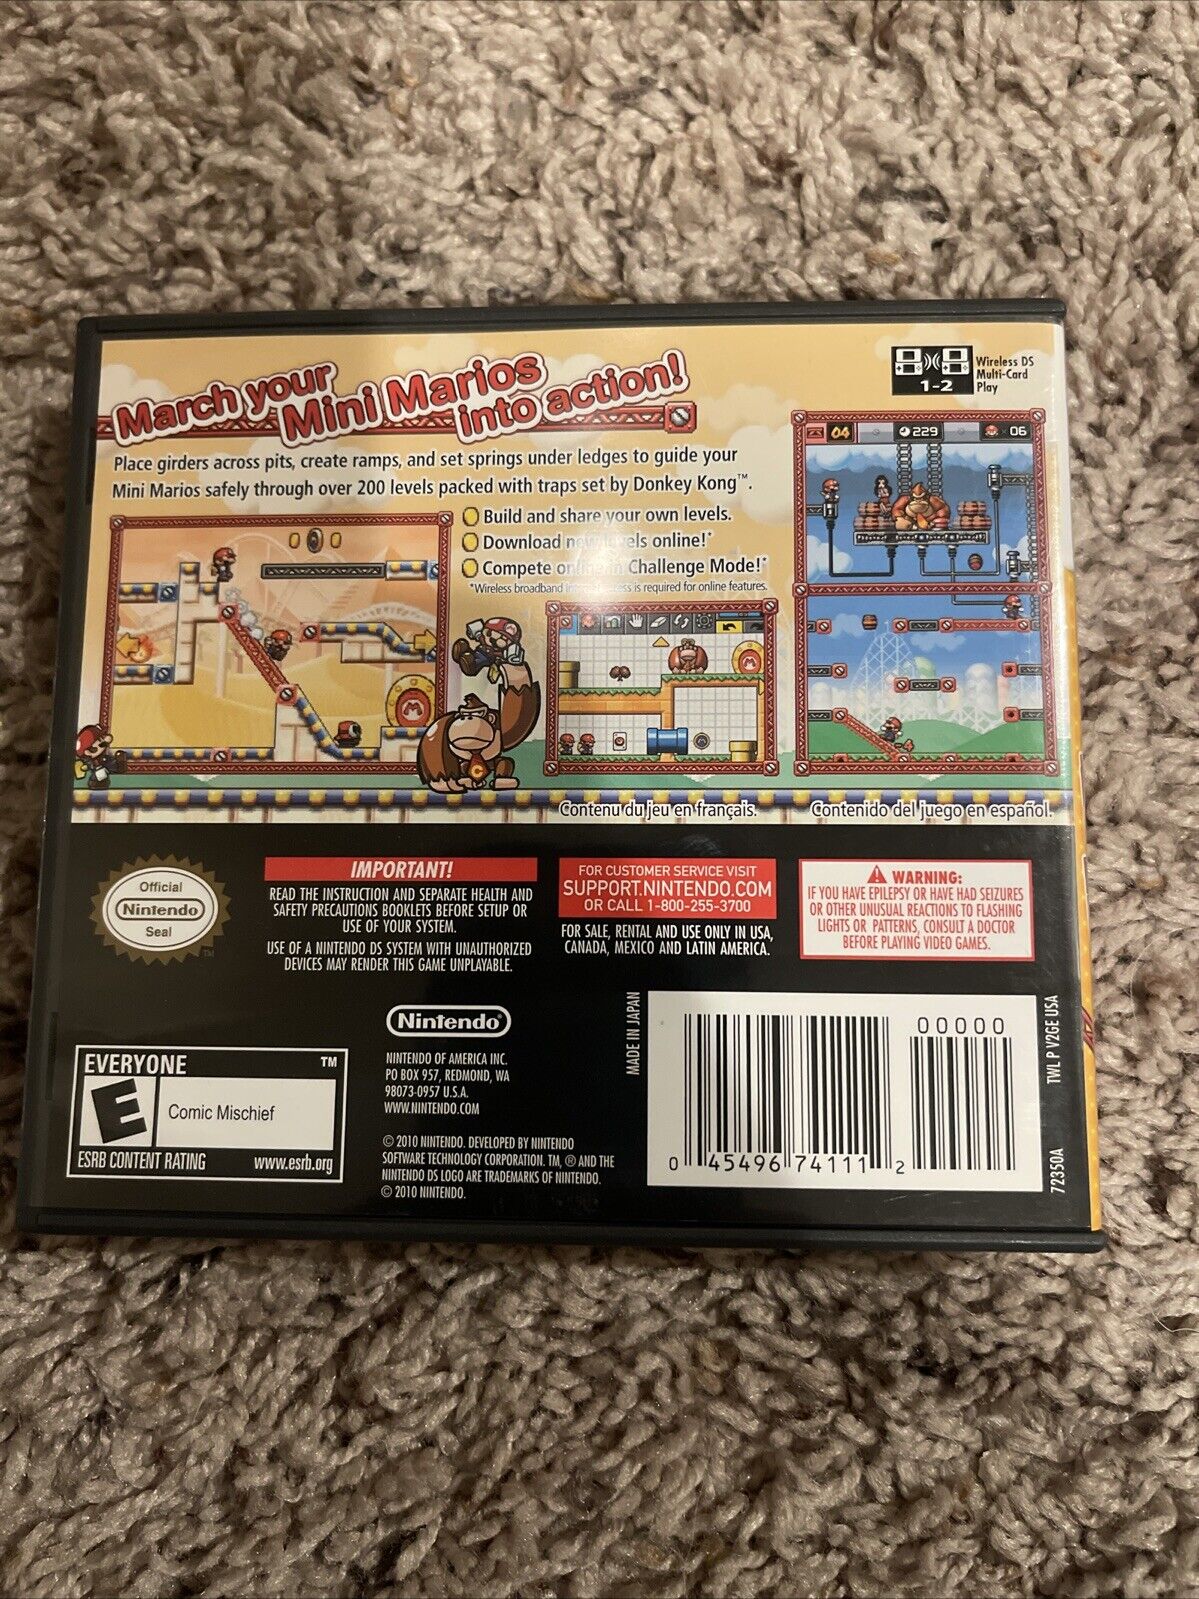 March your
Mini Marios
into action!
Wireless DS
Multi-Card
Play
1-2
Place girders across pits, create ramps, and set springs under ledges to guide your
Mini Marios safely through over 200 levels packed with traps set by Donkey Kong™.
Build and share your own levels.
Download new levels online!*
Compete online in Challenge Mode!*
*Wireless broadband access is required for online features.
04 229 × 06
Contenu du jeu en français.
Contenido del juego en español.
Official
Nintendo
Seal
TM
IMPORTANT!
READ THE INSTRUCTION AND SEPARATE HEALTH AND
SAFETY PRECAUTIONS BOOKLETS BEFORE SETUP OR
USE OF YOUR SYSTEM.
USE OF A NINTENDO DS SYSTEM WITH UNAUTHORIZED
DEVICES MAY RENDER THIS GAME UNPLAYABLE.
FOR CUSTOMER SERVICE VISIT
SUPPORT.NINTENDO.COM
OR CALL 1-800-255-3700
FOR SALE, RENTAL AND USE ONLY IN USA,
CANADA, MEXICO AND LATIN AMERICA.
WARNING:
IF YOU HAVE EPILEPSY OR HAVE HAD SEIZURES
OR OTHER UNUSUAL REACTIONS TO FLASHING
LIGHTS OR PATTERNS, CONSULT A DOCTOR
BEFORE PLAYING VIDEO GAMES.
EVERYONE TM
E
Comic Mischief
ESRB CONTENT RATING www.esrb.org
Nintendo®
NINTENDO OF AMERICA INC.
PO BOX 957, REDMOND, WA
98073-0957 U.S.A.
WWW.NINTENDO.COM
© 2010 NINTENDO. DEVELOPED BY NINTENDO
SOFTWARE TECHNOLOGY CORPORATION. TM, ® AND THE
NINTENDO DS LOGO ARE TRADEMARKS OF NINTENDO.
© 2010 NINTENDO.
MADE IN JAPAN
00000
0 45496 74111 2
72350A
TWL P V2GE USA